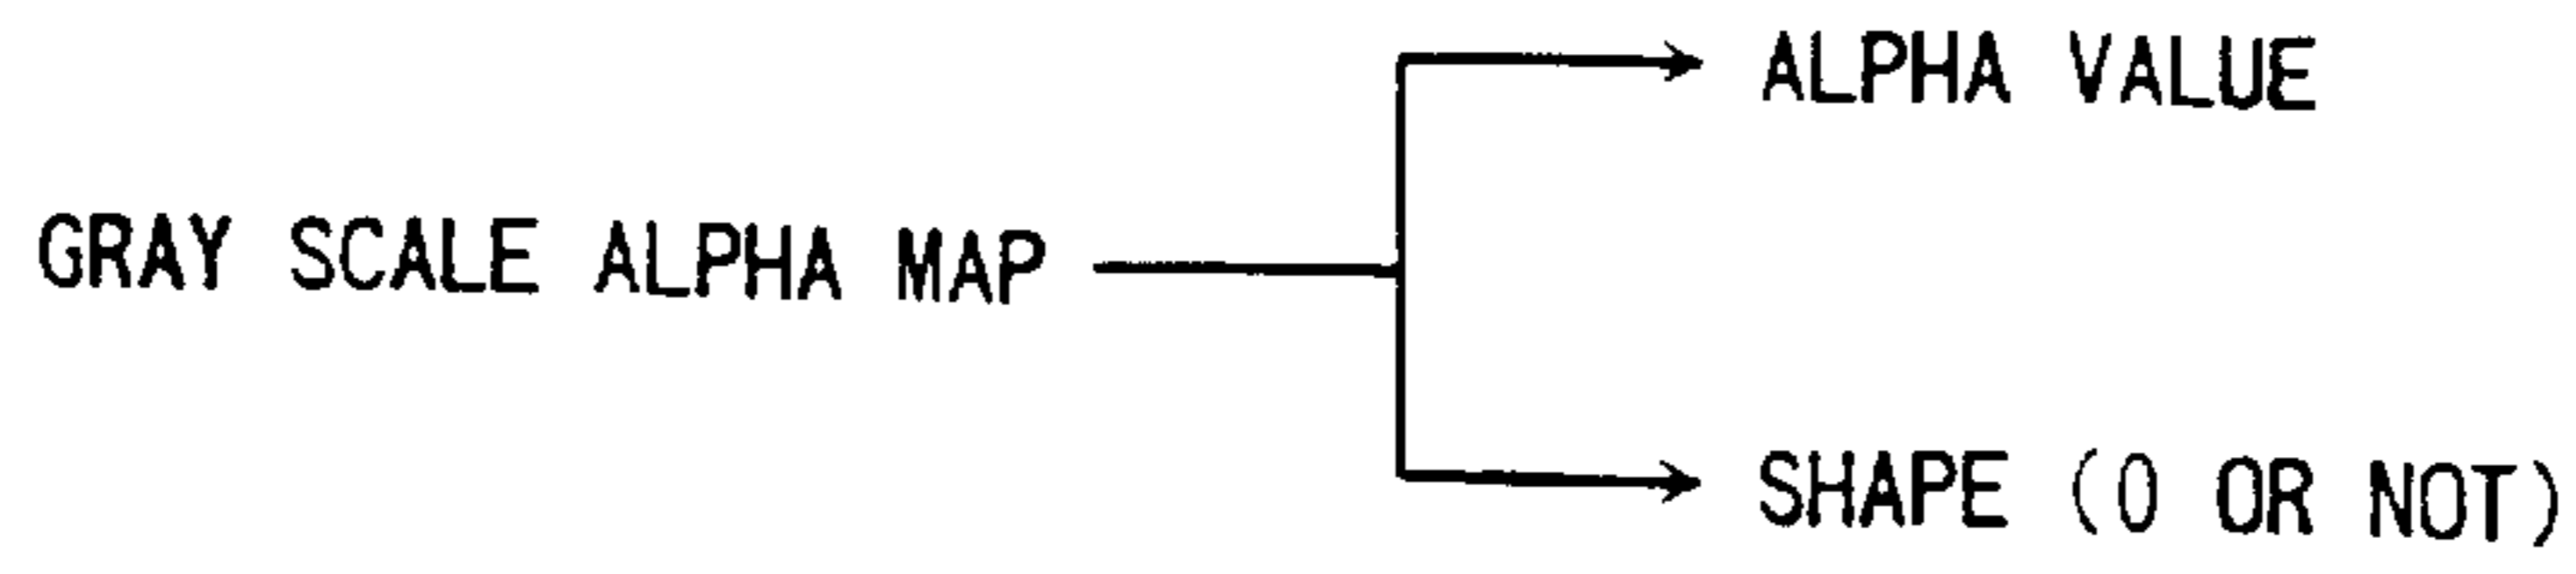 ALPHA VALUE
GRAY SCALE ALPHA MAP
SHAPE (0 OR NOT)